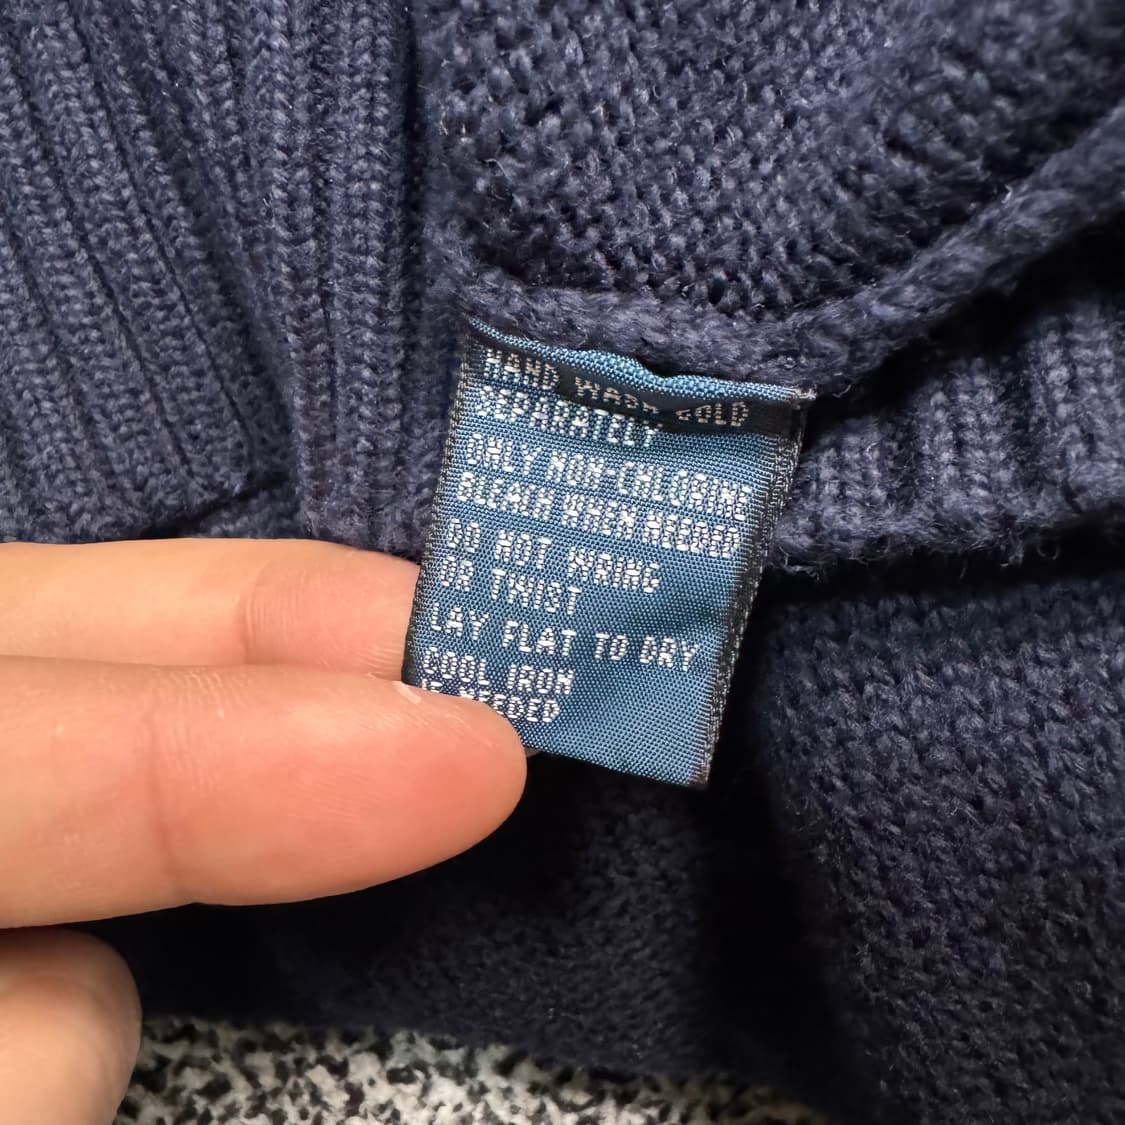 HAND WASH COLD
SEPARATELY
ONLY NON-CHLORINE
BLEACH WHEN NEEDED
DO NOT WRING
OR TWIST
LAY FLAT TO DRY
COOL IRON
IF NEEDED